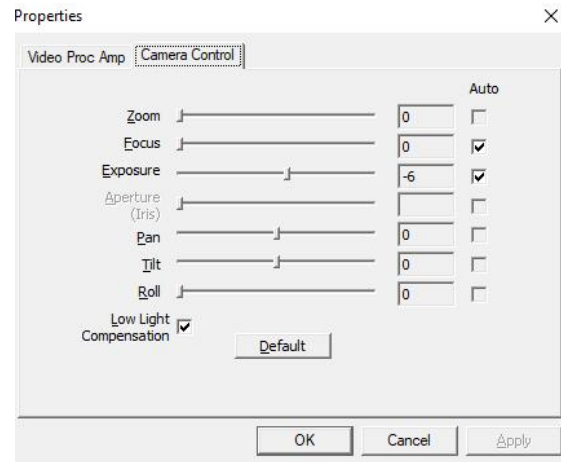 Properties
Video Proc Amp
Camera Control
Auto
Zoom 0
Focus 0
Exposure -6
Aperture
(Iris)
Pan 0
Tilt 0
Roll 0
Low Light
Compensation
Default
OK Cancel Apply